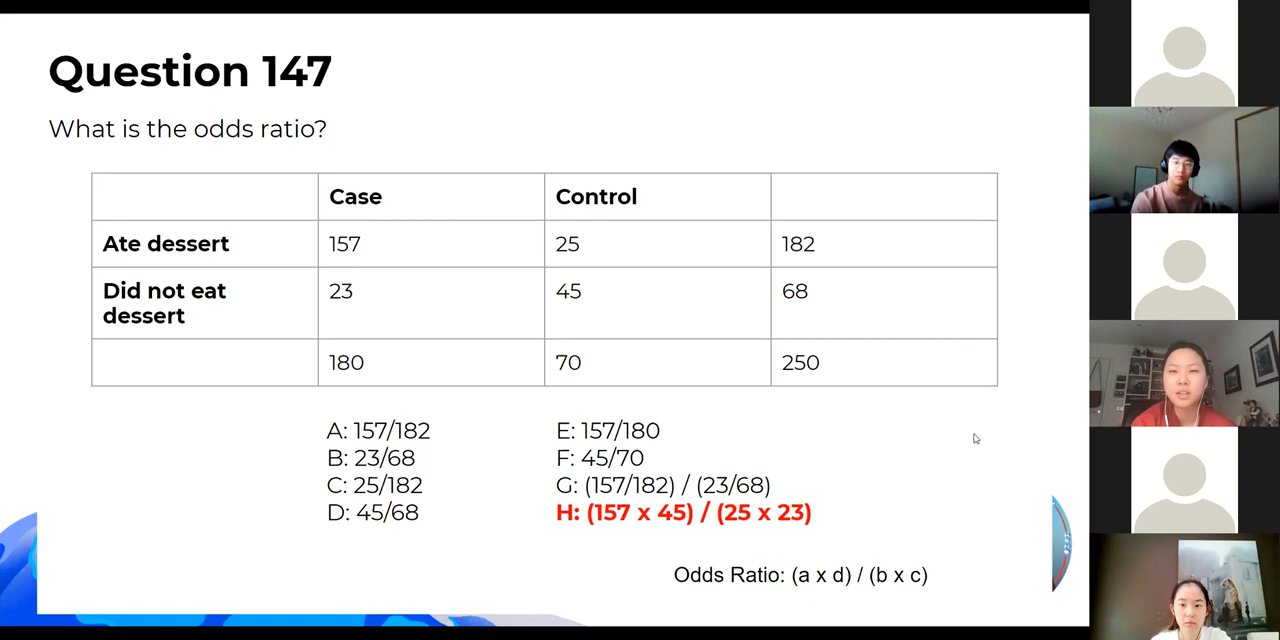 Question 147
What is the odds ratio?
Case Control
Ate dessert 157 25 182
Did not eat
dessert 23 45 68
180 70 250
A: 157/182 E: 157/180
B: 23/68 F: 45/70
C: 25/182 G: (157/182) / (23/68)
D: 45/68 H: (157 x 45) / (25 x 23)
Odds Ratio: (a x d) / (b x c)